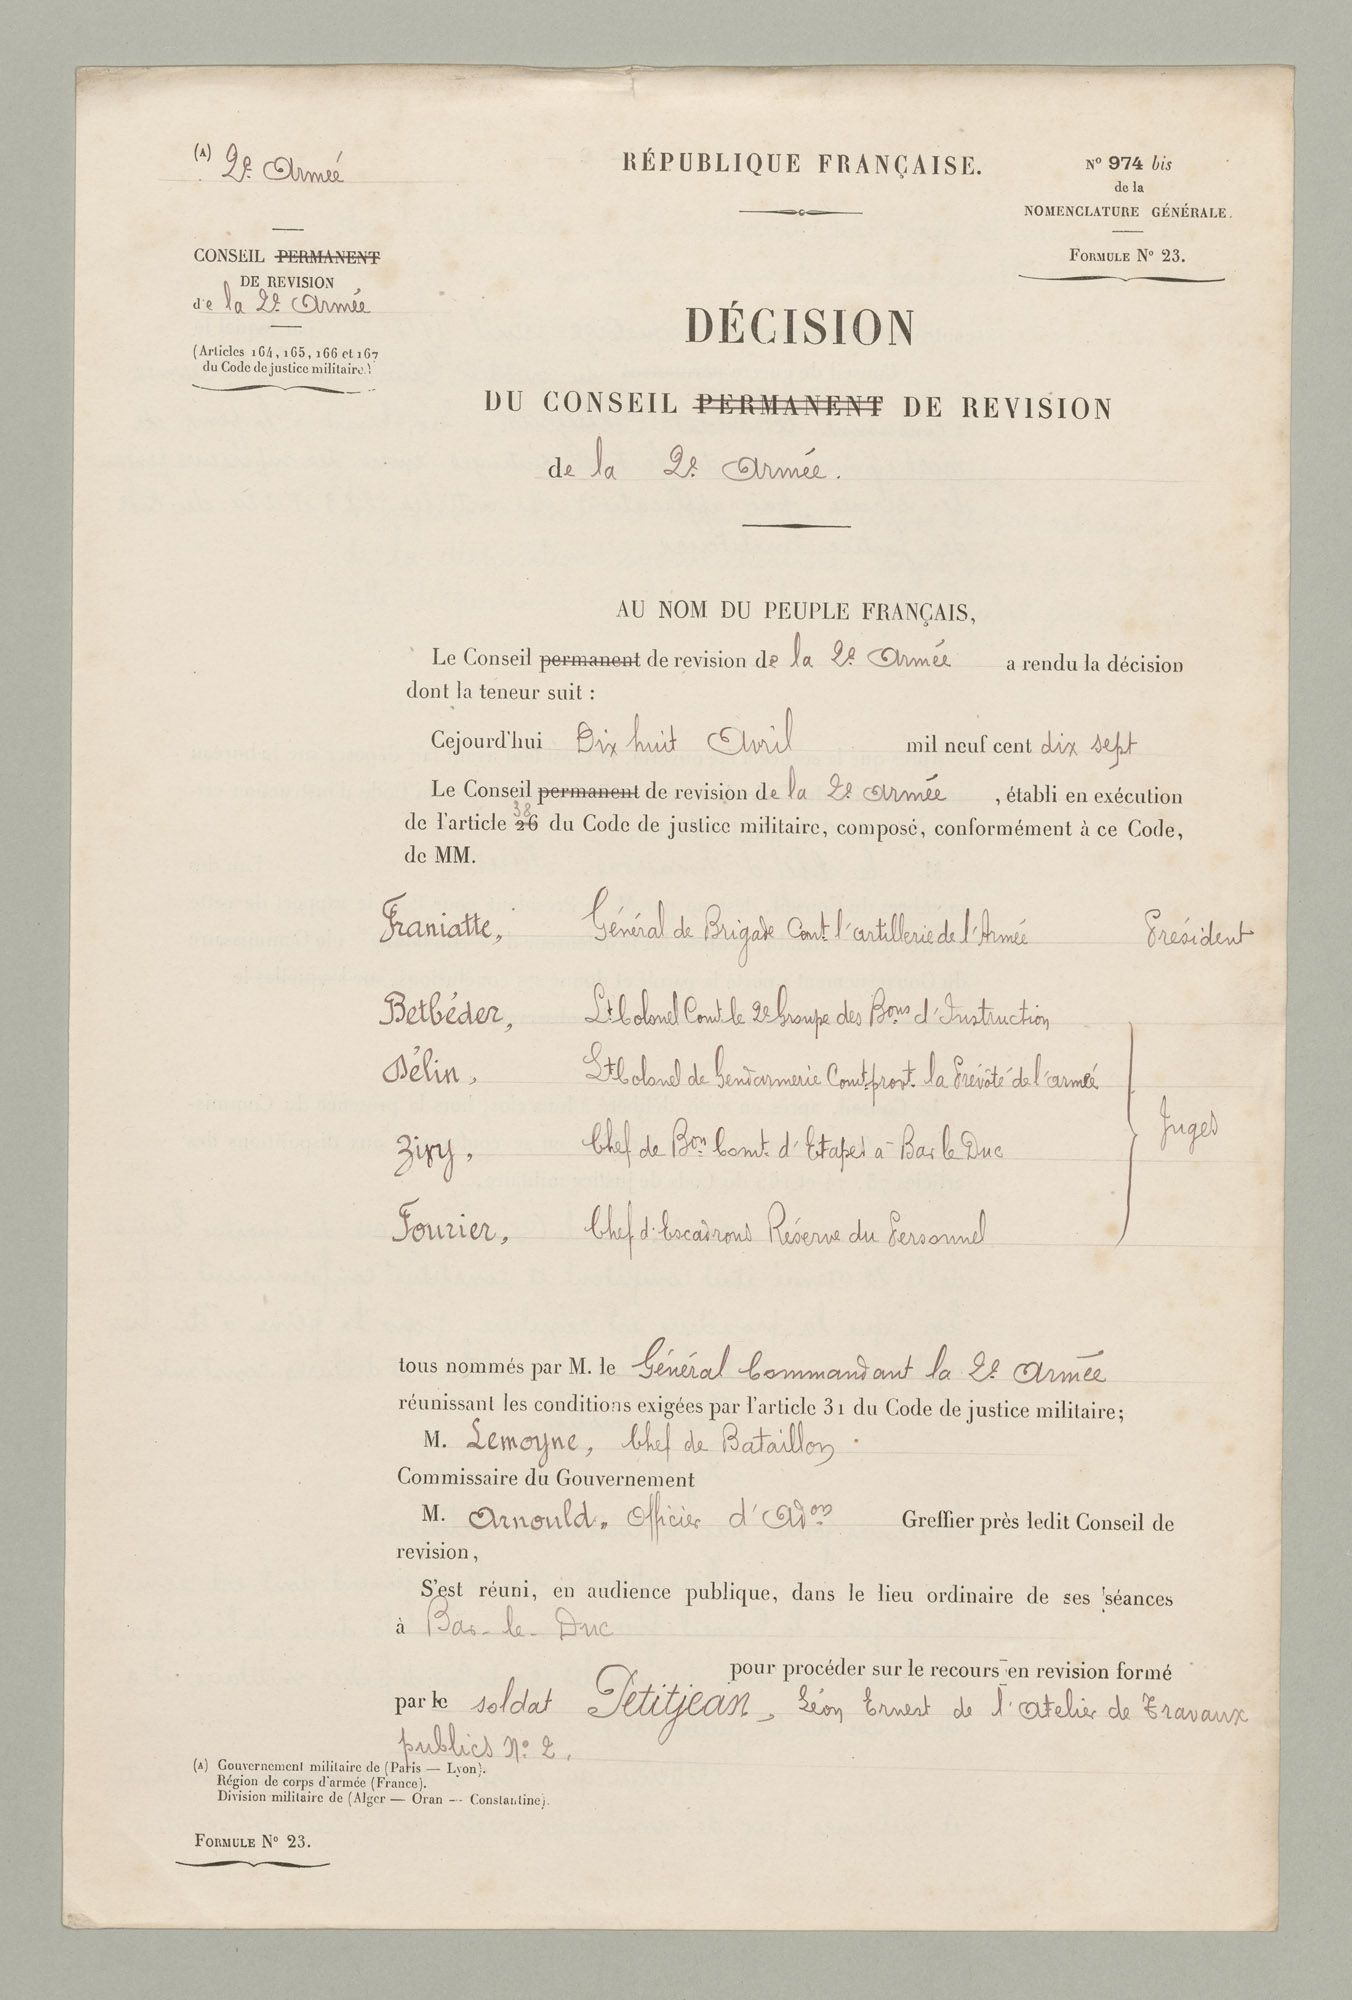 (A) 2e Armée
RÉPUBLIQUE FRANÇAISE.
N° 974 bis
de la
NOMENCLATURE GÉNÉRALE.
FORMULE N° 23.
CONSEIL PERMANENT
DE REVISION
de la 2e Armée
(Articles 164, 165, 166 et 167
du Code de justice militaire.)
DÉCISION
DU CONSEIL PERMANENT DE REVISION
de la 2e Armée.
AU NOM DU PEUPLE FRANÇAIS,
Le Conseil permanent de revision de la 2e Armée a rendu la décision
dont la teneur suit :
Cejourd'hui Dix huit Avril mil neuf cent dix sept
Le Conseil permanent de revision de la 2e Armée, établi en exécution
38
de l'article 26 du Code de justice militaire, composé, conformément à ce Code,
de MM.
Franiatte, Général de Brigade Comt l'artillerie de l'Armée Président
Betbéder, Lt Colonel Comt le 2e Groupe des Bons d'Instruction
Délin, Lt Colonel de Gendarmerie Comt provt la Prévôté de l'armée
Juges
Zivy, Chef de Bon Comt d'Etapes à Bar le Duc
Fourier, Chef d'Escadrons Réserve du Personnel
tous nommés par M. le Général Commandant la 2e Armée
réunissant les conditions exigées par l'article 31 du Code de justice militaire;
M. Lemoyne, Chef de Bataillon
Commissaire du Gouvernement
M. Arnould, Officier d'Adon Greffier près ledit Conseil de
revision,
S'est réuni, en audience publique, dans le lieu ordinaire de ses séances
à Bar-le-Duc
pour procéder sur le recours en revision formé
par le soldat Petitjean, Léon Ernest de l'Atelier de Travaux
publics N° 2,
(A) Gouvernement militaire de (Paris — Lyon).
Région de corps d'armée (France).
Division militaire de (Alger — Oran — Constantine).
FORMULE N° 23.